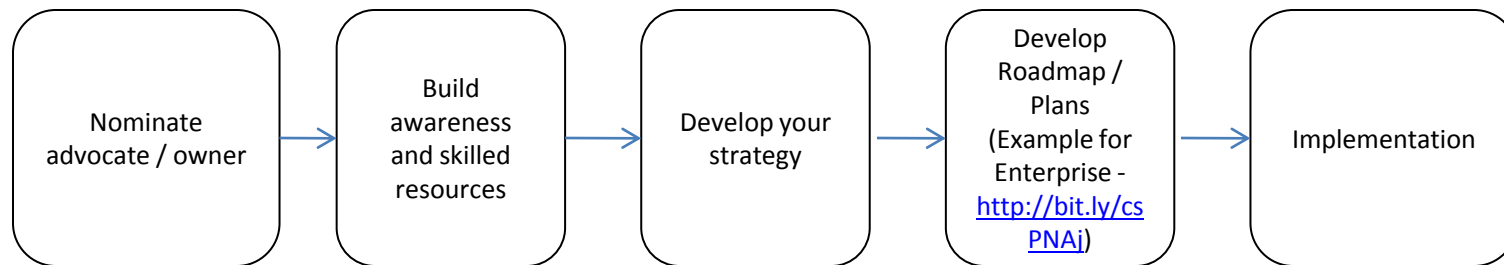 Nominate
advocate / owner
Build
awareness
and skilled
resources
Develop your
strategy
Develop
Roadmap /
Plans
(Example for
Enterprise -
http://bit.ly/cs
PNAj)
Implementation